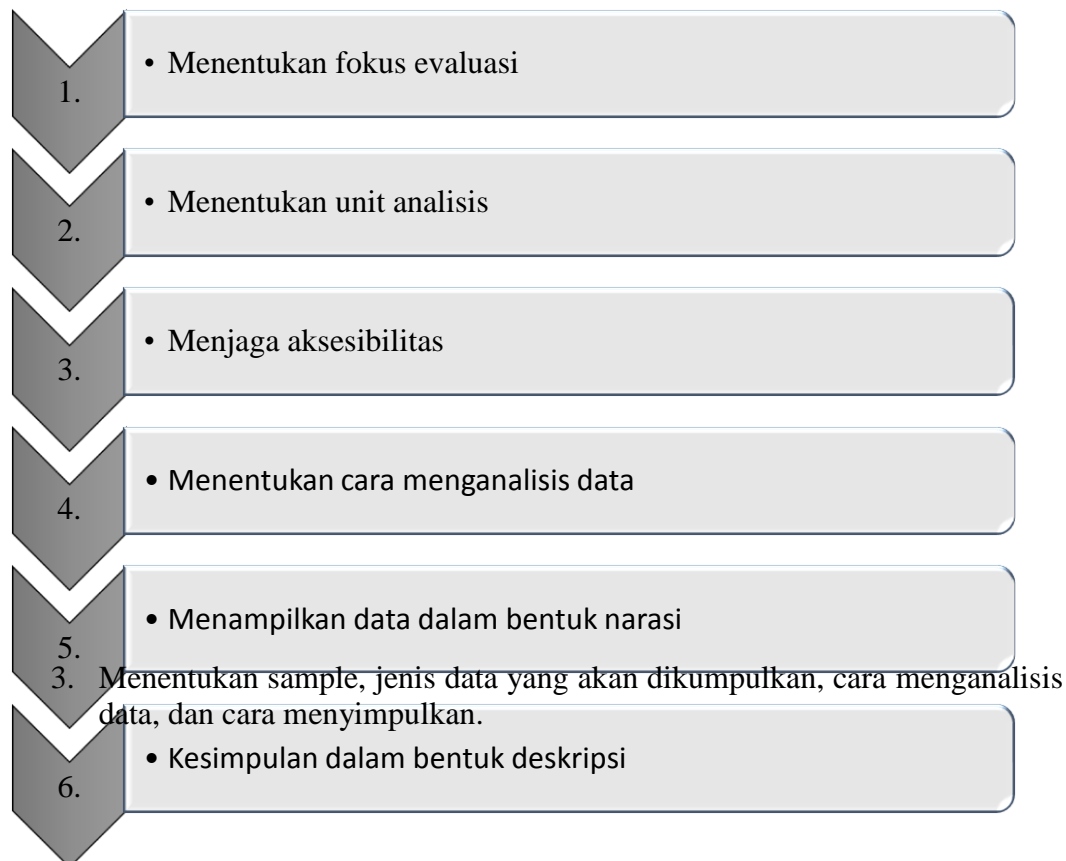 1.
• Menentukan fokus evaluasi
2.
• Menentukan unit analisis
3.
• Menjaga aksesibilitas
4.
• Menentukan cara menganalisis data
5.
• Menampilkan data dalam bentuk narasi
3. Menentukan sample, jenis data yang akan dikumpulkan, cara menganalisis
data, dan cara menyimpulkan.
6.
• Kesimpulan dalam bentuk deskripsi